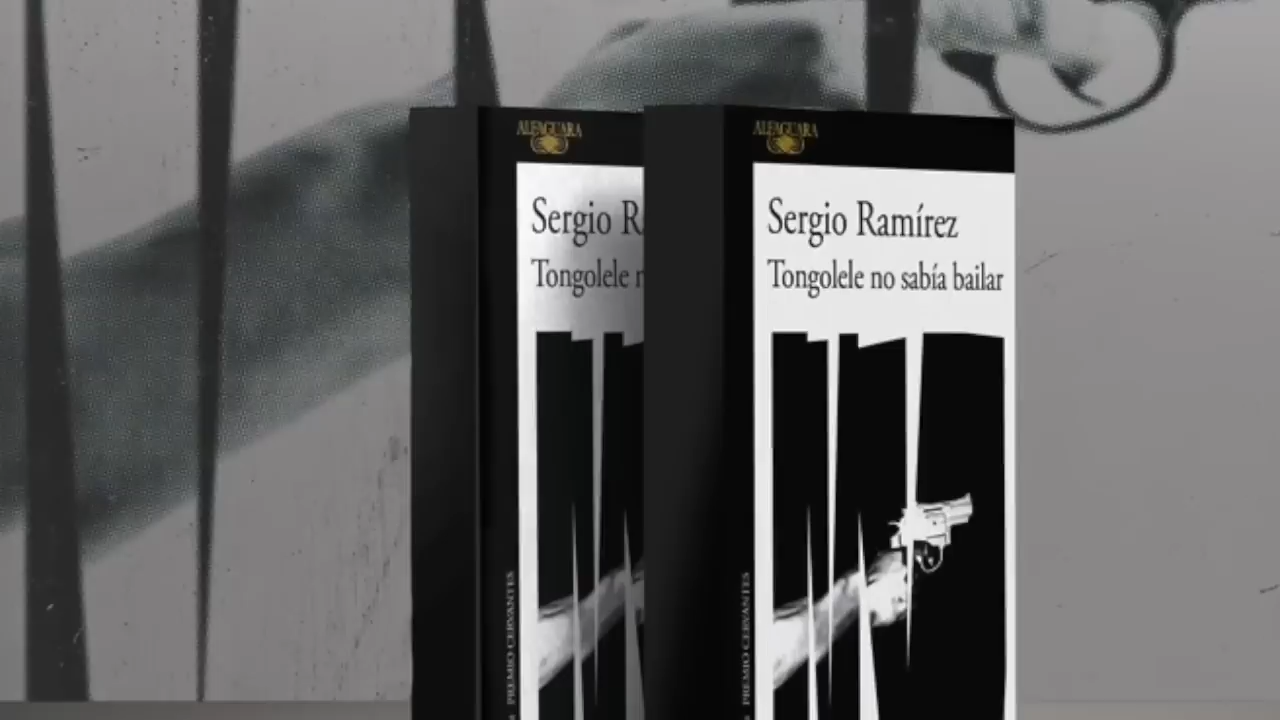 ALFAGUARA
Sergio R
Tongolele n
PREMIO CERVANTES
ALFAGUARA
Sergio Ramírez
Tongolele no sabía bailar
PREMIO CERVANTES